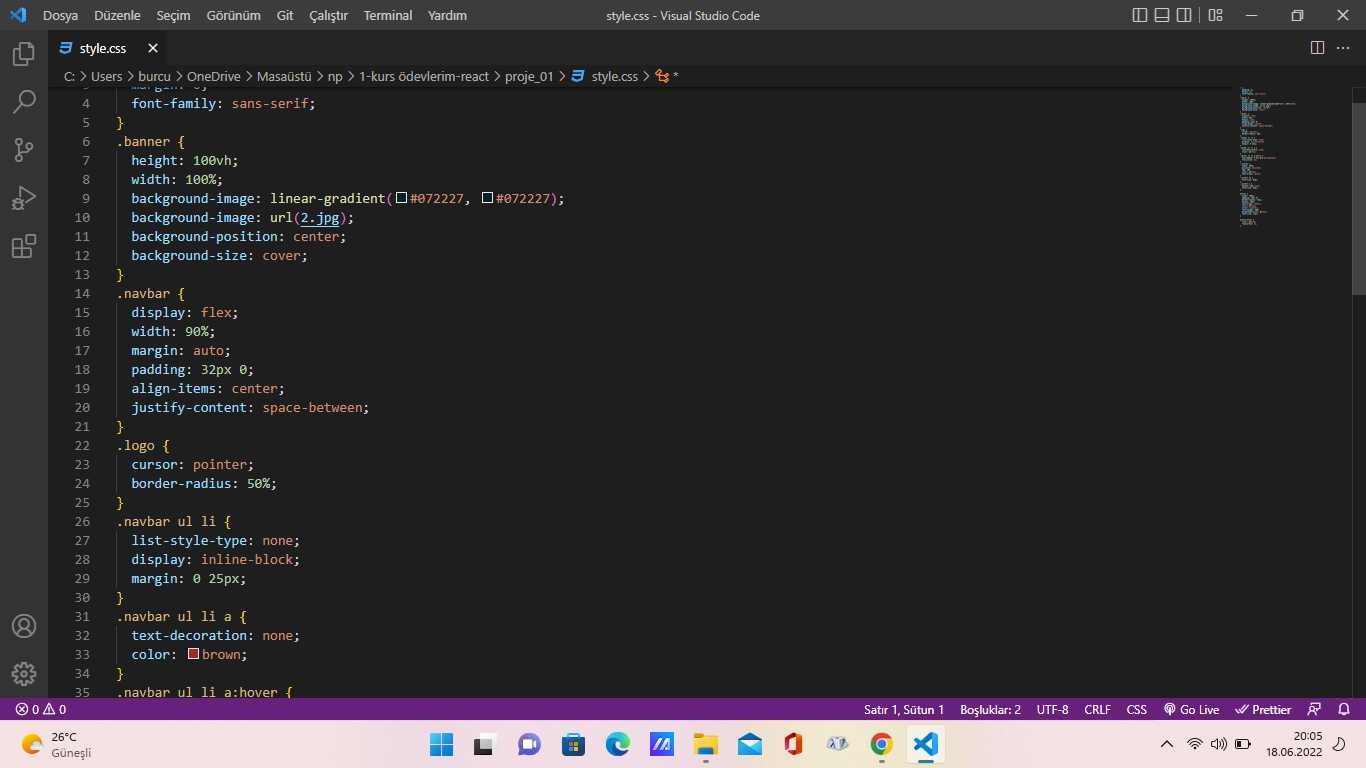 Dosya Düzenle Seçim Görünüm Git Çalıştır Terminal Yardım style.css - Visual Studio Code
style.css
C: > Users > burcu > OneDrive > Masaüstü > np > 1-kurs ödevlerim-react > proje_01 > style.css > *
4 font-family: sans-serif;
5 }
6 .banner {
7 height: 100vh;
8 width: 100%;
9 background-image: linear-gradient(#072227, #072227);
10 background-image: url(2.jpg);
11 background-position: center;
12 background-size: cover;
13 }
14 .navbar {
15 display: flex;
16 width: 90%;
17 margin: auto;
18 padding: 32px 0;
19 align-items: center;
20 justify-content: space-between;
21 }
22 .logo {
23 cursor: pointer;
24 border-radius: 50%;
25 }
26 .navbar ul li {
27 list-style-type: none;
28 display: inline-block;
29 margin: 0 25px;
30 }
31 .navbar ul li a {
32 text-decoration: none;
33 color: brown;
34 }
35 .navbar ul li a:hover {
0 0 Satır 1, Sütun 1 Boşluklar: 2 UTF-8 CRLF CSS Go Live Prettier
26°C
Güneşli
20:05
18.06.2022